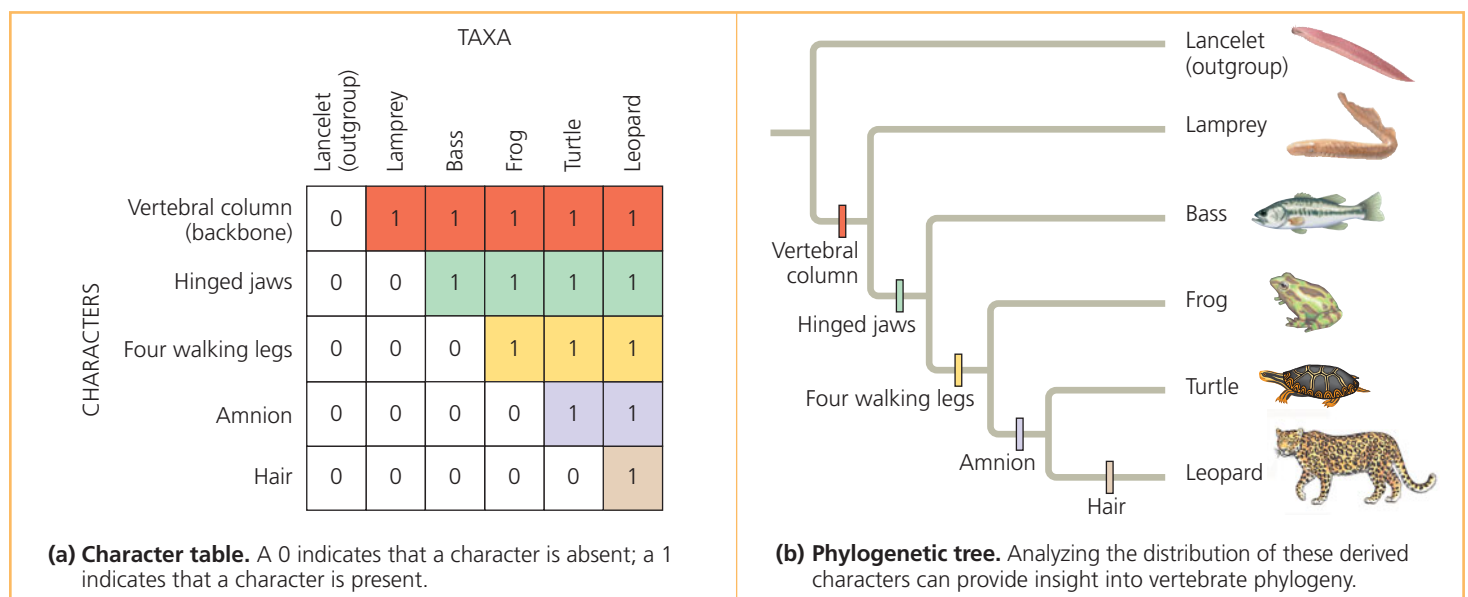 TAXA
Lancelet
(outgroup)
Lamprey
Bass
Frog
Turtle
Leopard
CHARACTERS
Vertebral column
(backbone)
0 1 1 1 1 1
Hinged jaws
0 0 1 1 1 1
Four walking legs
0 0 0 1 1 1
Amnion
0 0 0 0 1 1
Hair
0 0 0 0 0 1
(a) Character table. A 0 indicates that a character is absent; a 1
indicates that a character is present.
Lancelet
(outgroup)
Lamprey
Bass
Vertebral
column
Frog
Hinged jaws
Turtle
Four walking legs
Amnion
Leopard
Hair
(b) Phylogenetic tree. Analyzing the distribution of these derived
characters can provide insight into vertebrate phylogeny.